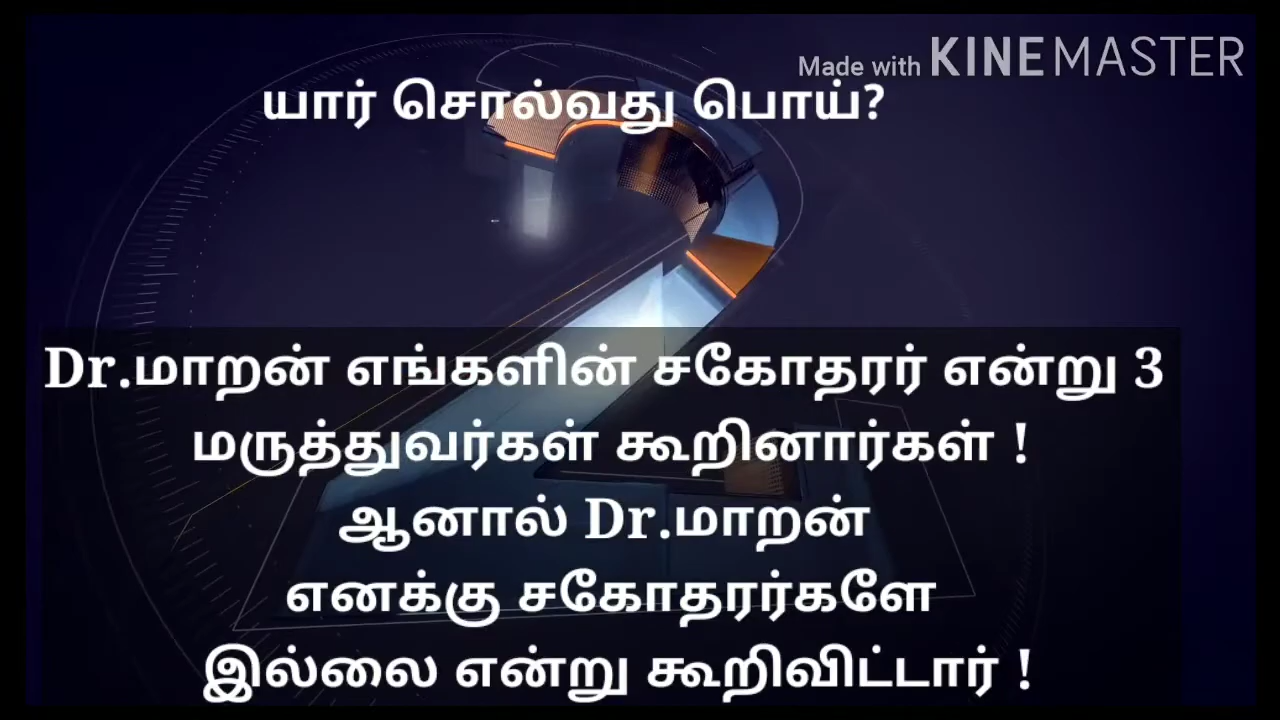 Made with KINEMASTER
யார் சொல்வது பொய்?
Dr.மாறன் எங்களின் சகோதரர் என்று 3
மருத்துவர்கள் கூறினார்கள் !
ஆனால் Dr.மாறன்
எனக்கு சகோதரர்களே
இல்லை என்று கூறிவிட்டார் !